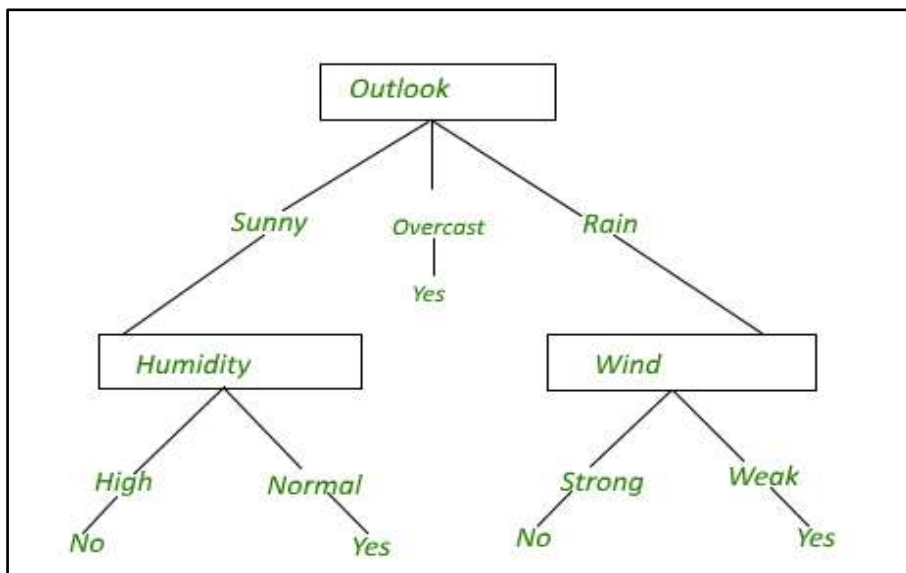 Outlook
Sunny
Overcast
Rain
Yes
Humidity
Wind
High
Normal
Strong
Weak
No
Yes
No
Yes